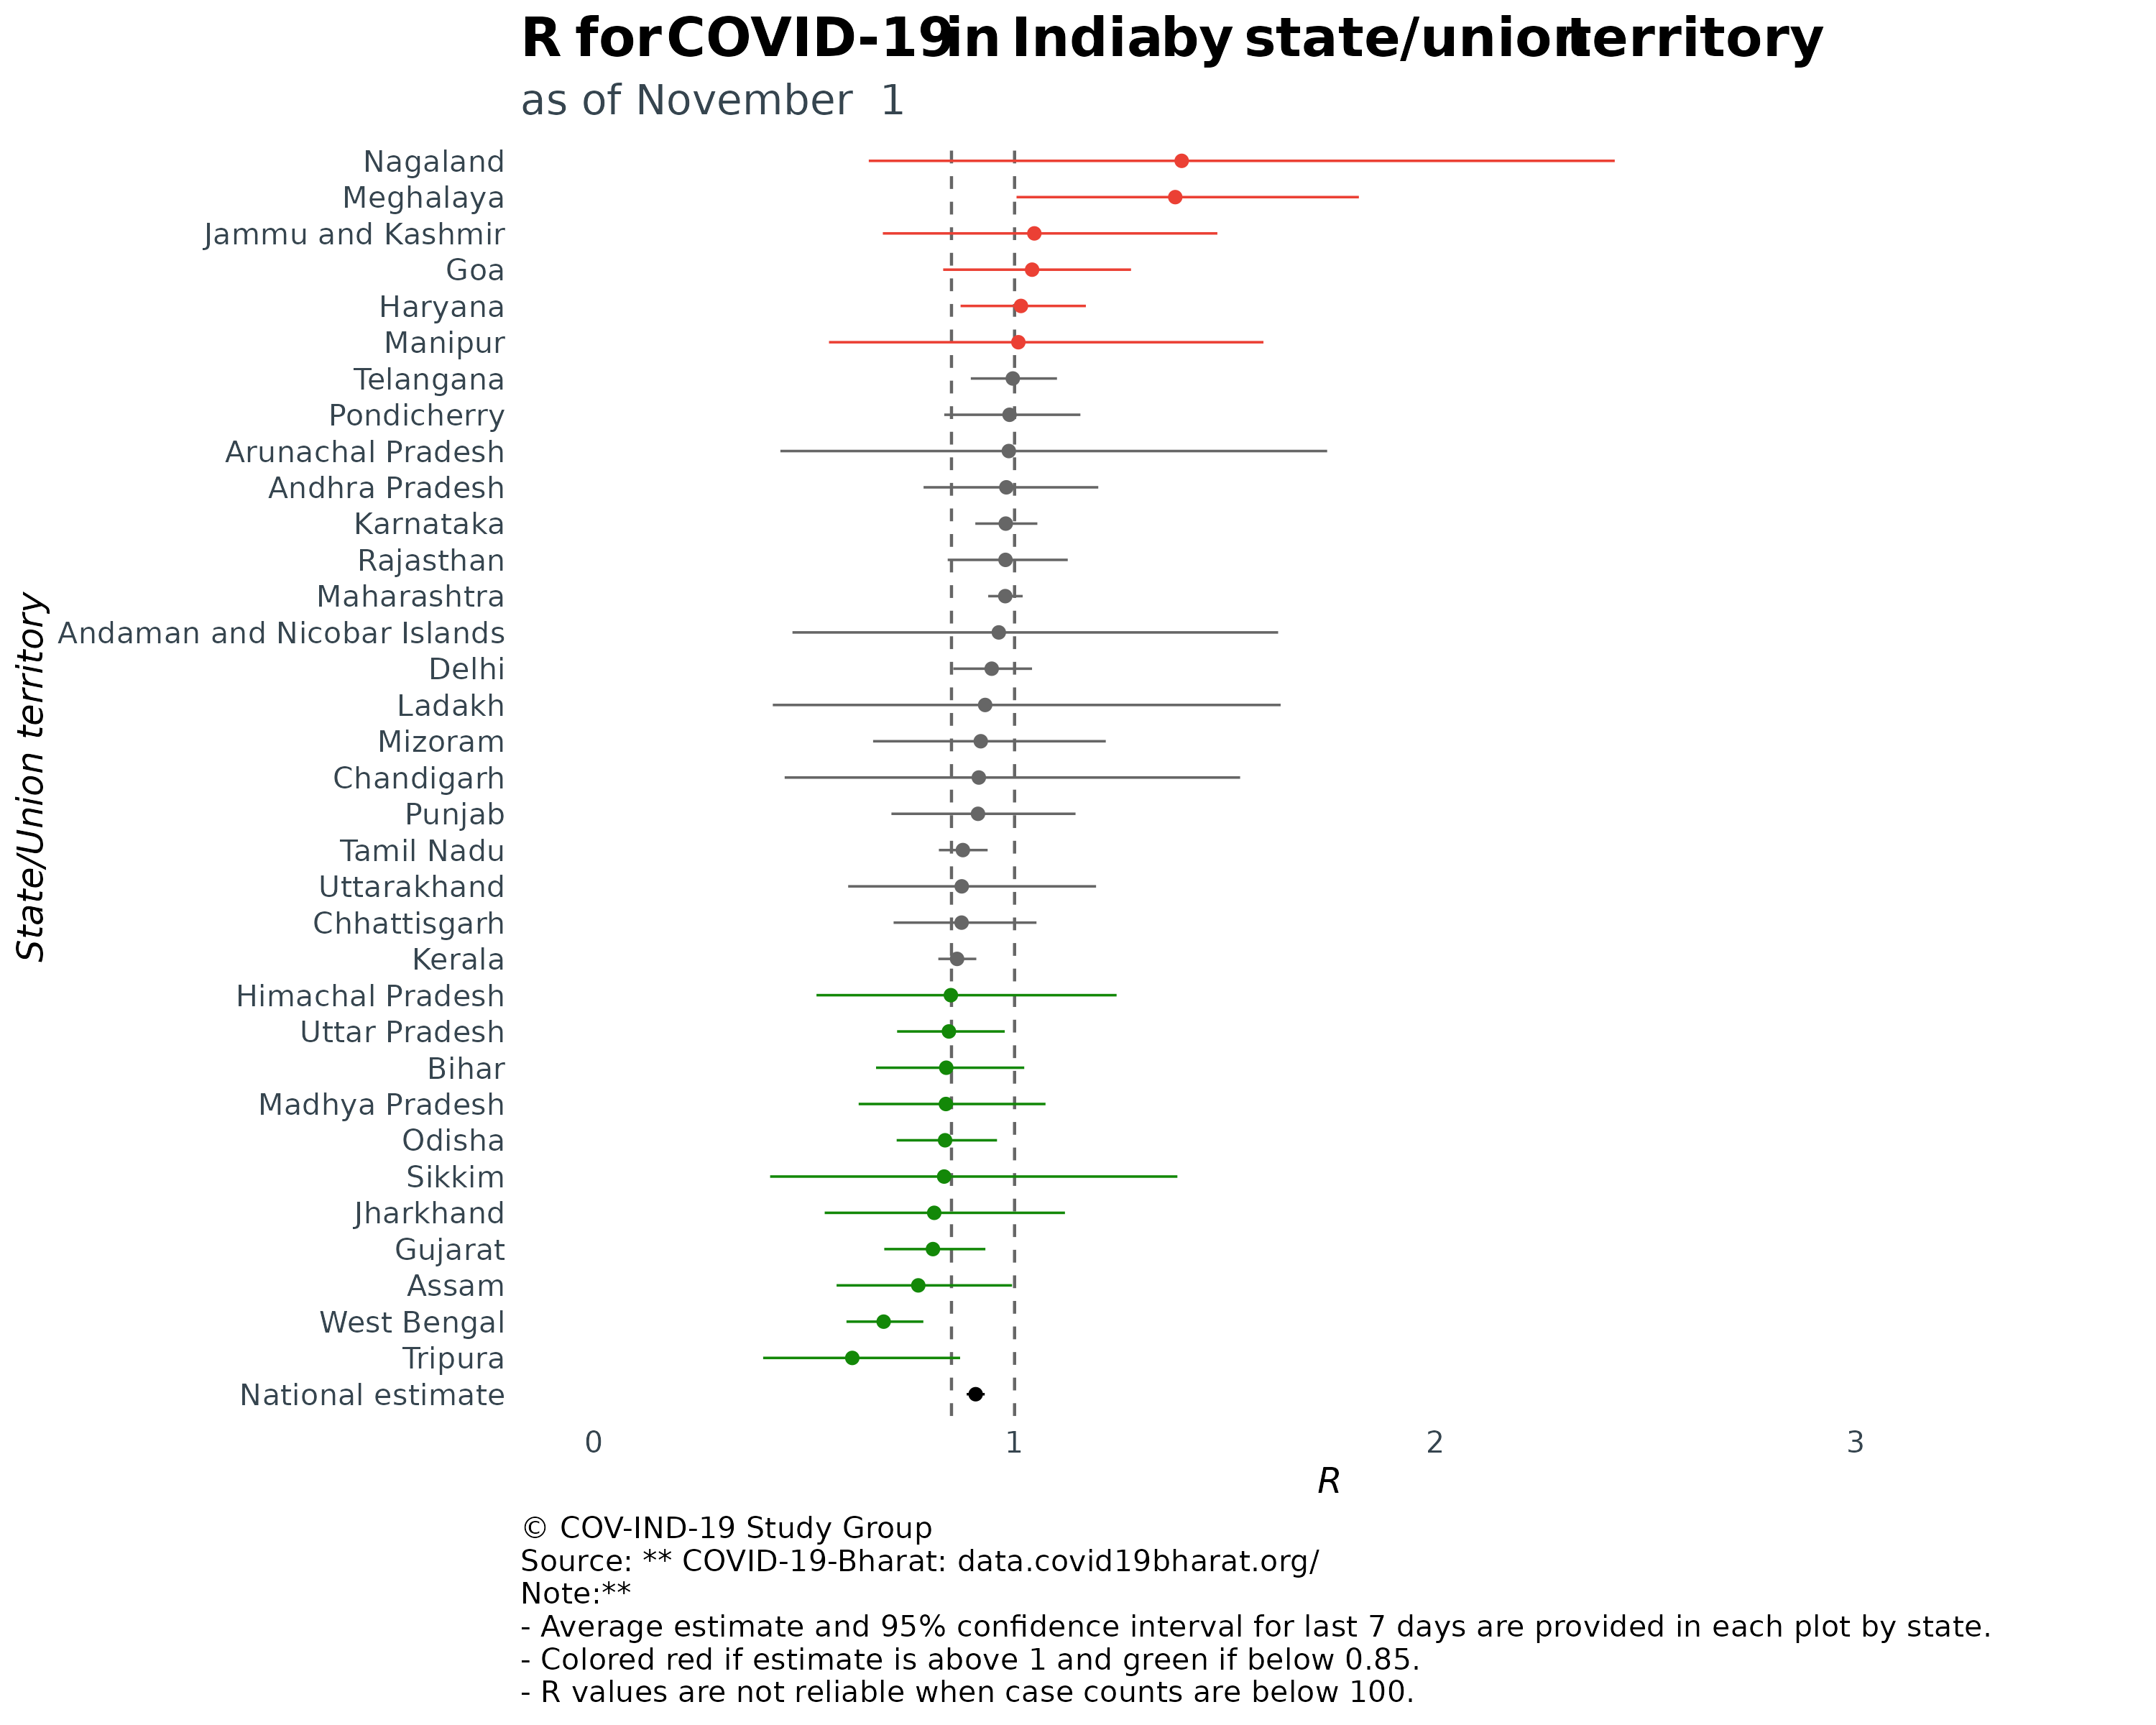 R for COVID-19 in India by state/union territory
as of November  1
Nagaland
Meghalaya
Jammu and Kashmir
Goa
Haryana
Manipur
Telangana
Pondicherry
Arunachal Pradesh
Andhra Pradesh
Karnataka
Rajasthan
Maharashtra
Andaman and Nicobar Islands
Delhi
Ladakh
Mizoram
Chandigarh
Punjab
Tamil Nadu
Uttarakhand
Chhattisgarh
Kerala
Himachal Pradesh
Uttar Pradesh
Bihar
Madhya Pradesh
Odisha
Sikkim
Jharkhand
Gujarat
Assam
West Bengal
Tripura
National estimate
State/Union territory
0 1 2 3
R
© COV-IND-19 Study Group
Source: ** COVID-19-Bharat: data.covid19bharat.org/
Note:**
- Average estimate and 95% confidence interval for last 7 days are provided in each plot by state.
- Colored red if estimate is above 1 and green if below 0.85.
- R values are not reliable when case counts are below 100.